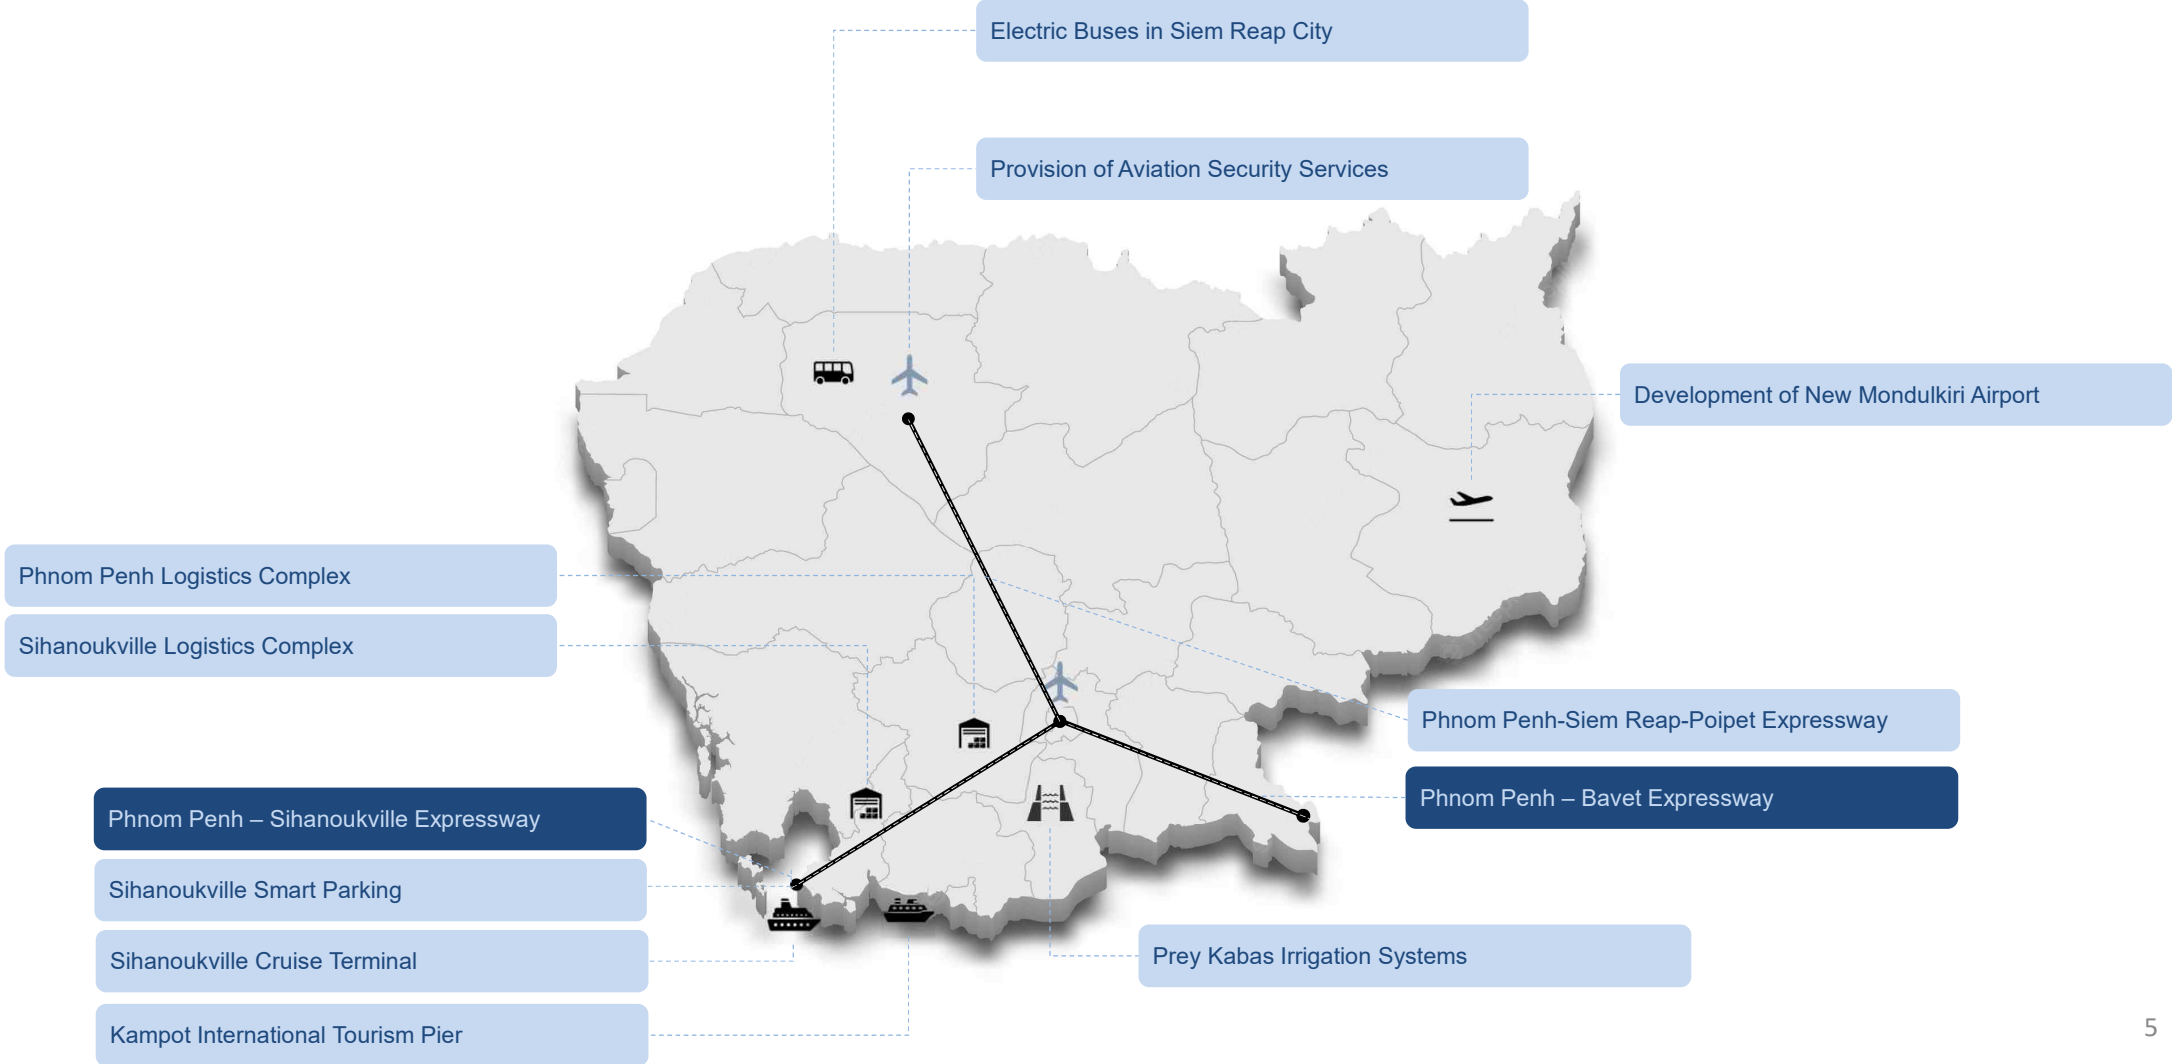 Electric Buses in Siem Reap City
Provision of Aviation Security Services
Development of New Mondulkiri Airport
Phnom Penh Logistics Complex
Sihanoukville Logistics Complex
Phnom Penh-Siem Reap-Poipet Expressway
Phnom Penh – Bavet Expressway
Phnom Penh – Sihanoukville Expressway
Sihanoukville Smart Parking
Sihanoukville Cruise Terminal
Prey Kabas Irrigation Systems
Kampot International Tourism Pier
5